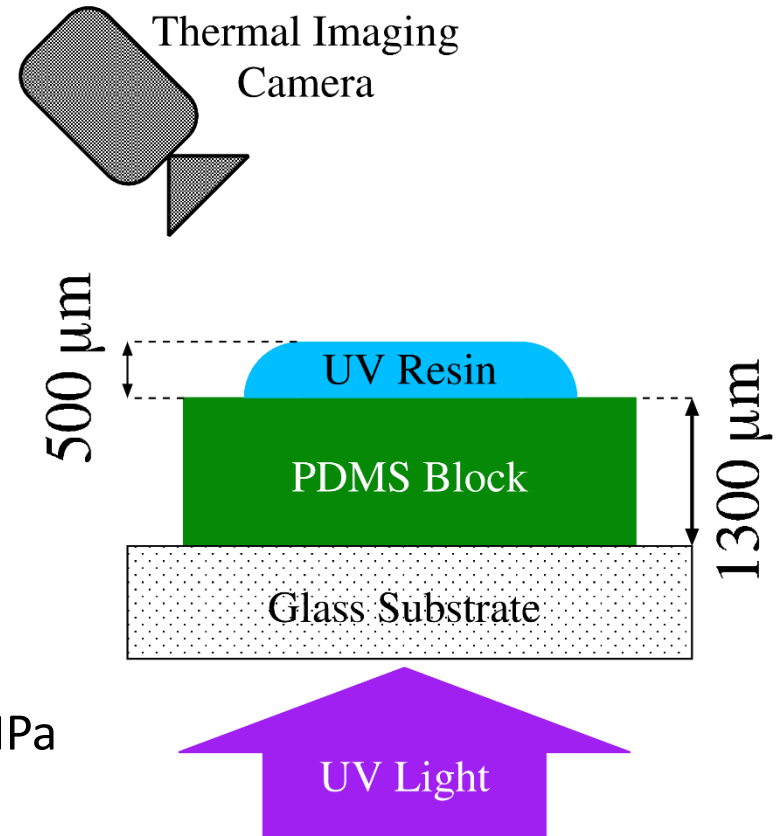 Thermal Imaging
Camera
500 μm
UV Resin
PDMS Block
1300 μm
Glass Substrate
UV Light